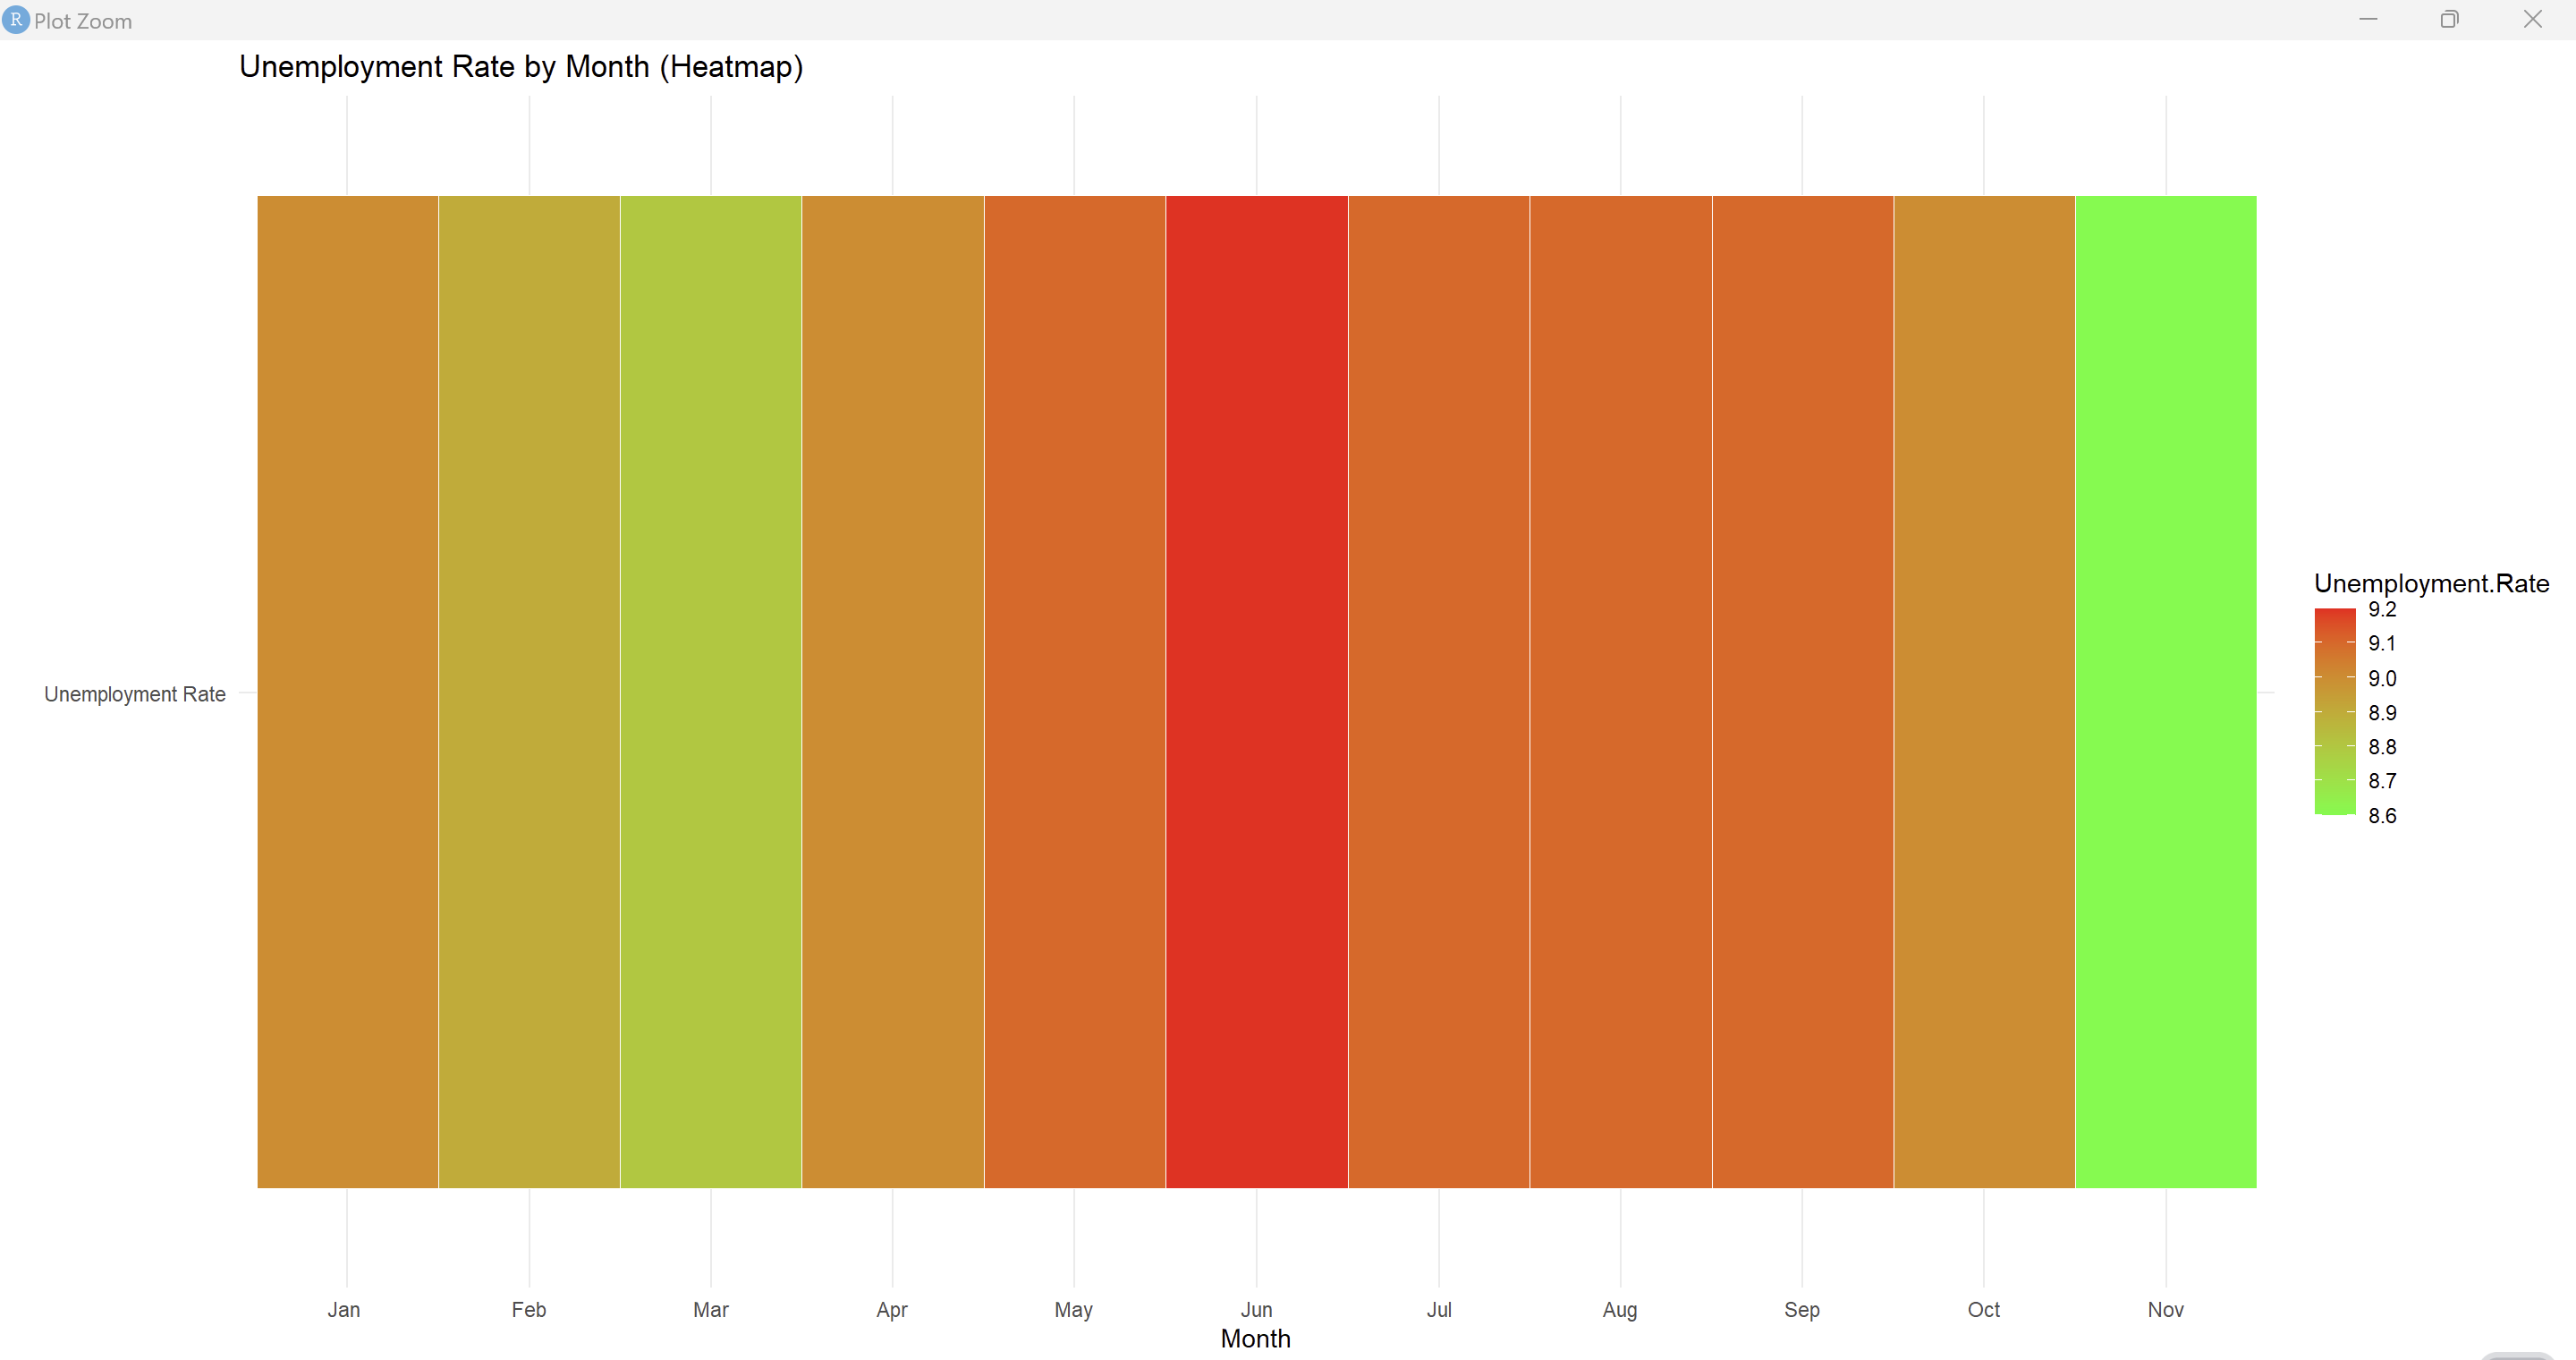 R Plot Zoom
Unemployment Rate by Month (Heatmap)
Unemployment Rate
Unemployment.Rate
9.2
9.1
9.0
8.9
8.8
8.7
8.6
Jan Feb Mar Apr May Jun Jul Aug Sep Oct Nov
Month